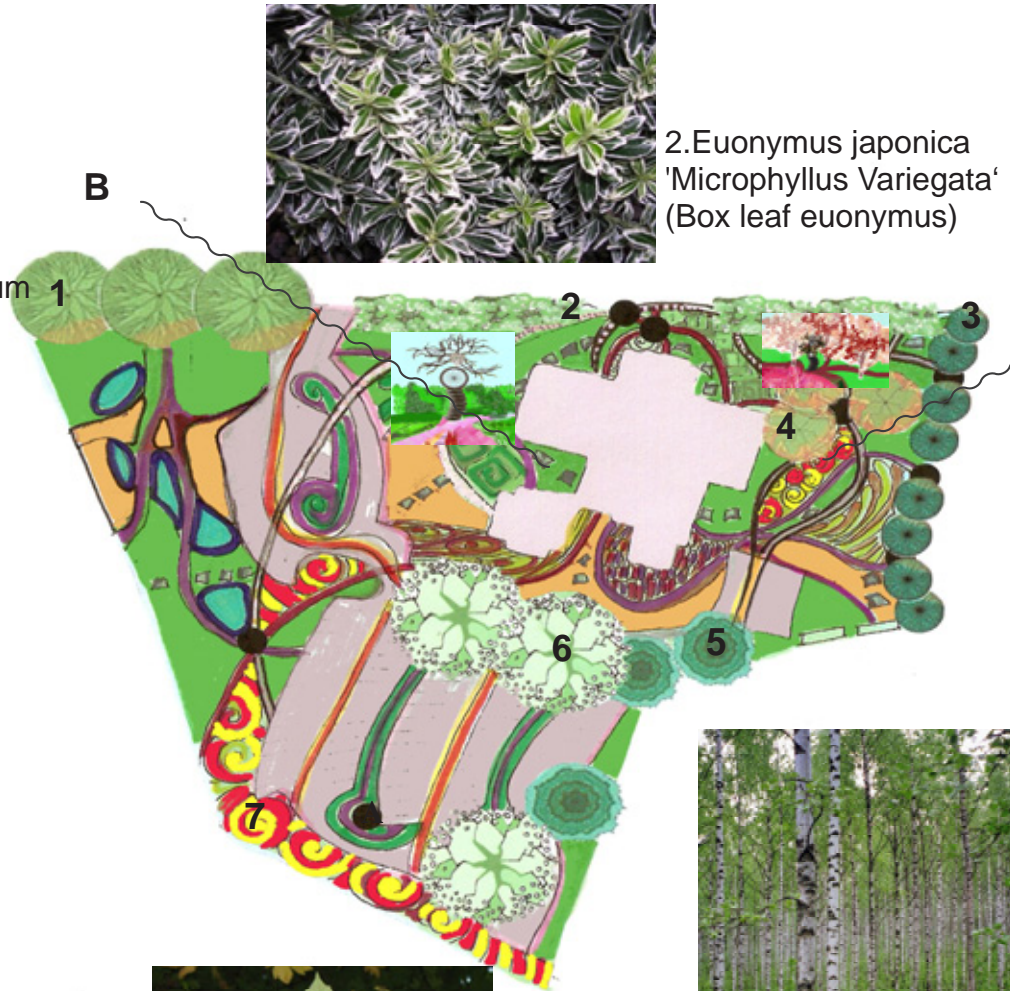 2.Euonymus japonica
'Microphyllus Variegata‘
(Box leaf euonymus)
B
um
1
2
3
4
5
6
7